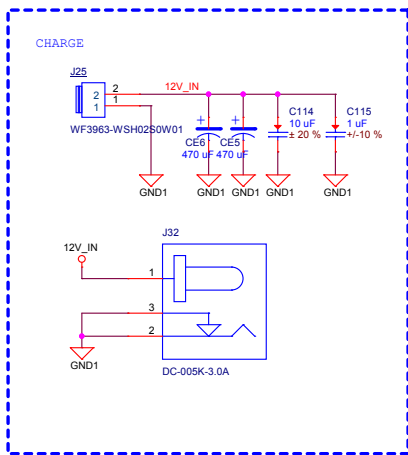 CHARGE
J25
2
2
12V_IN
1
1
WF3963-WSH02S0W01
+
+
CE6
470 uF
CE5
470 uF
C114
10 uF
± 20 %
C115
1 uF
+/-10 %
GND1
GND1
GND1
GND1
GND1
J32
12V_IN
1
3
2
GND1
DC-005K-3.0A